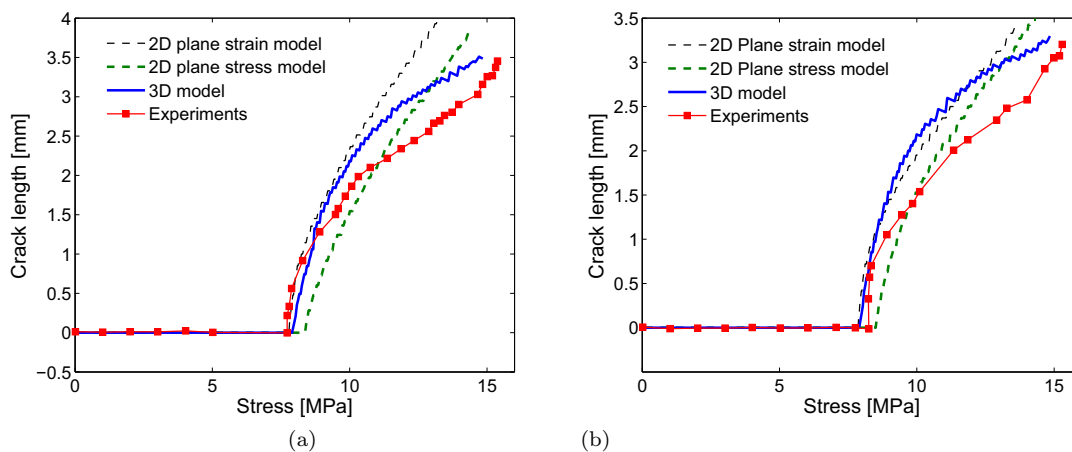 4
3.5
3
2.5
2
1.5
1
0.5
0
−0.5
Crack length [mm]
2D plane strain model
2D plane stress model
3D model
Experiments
0 5 10 15
Stress [MPa]
(a)
3.5
3
2.5
2
1.5
1
0.5
0
Crack length [mm]
2D Plane strain model
2D Plane stress model
3D model
Experiments
0 5 10 15
Stress [MPa]
(b)